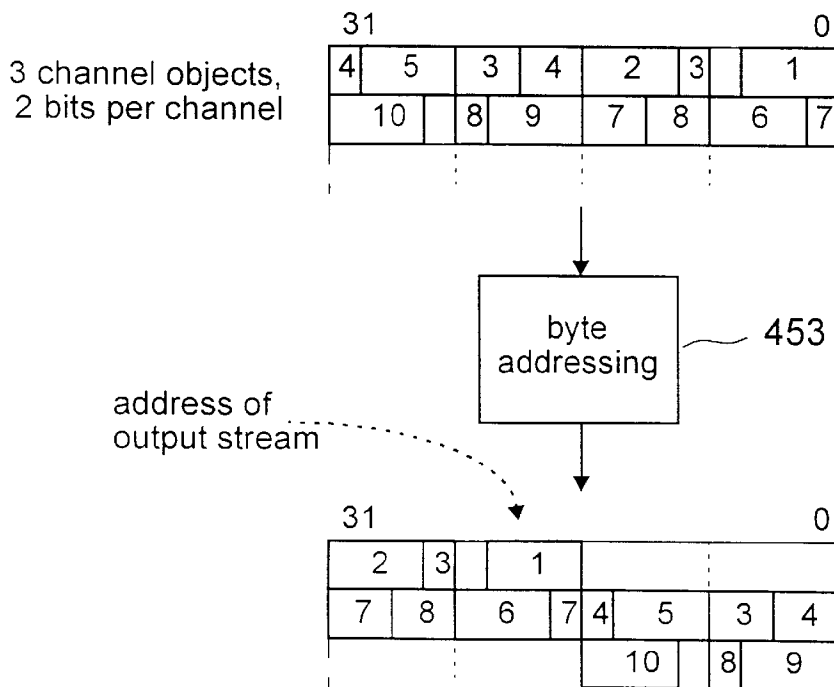 31 0
3 channel objects,
2 bits per channel
4 5 3 4 2 3 1
10 8 9 7 8 6 7
byte
addressing
453
address of
output stream
31 0
2 3 1
7 8 6 7 4 5 3 4
10 8 9